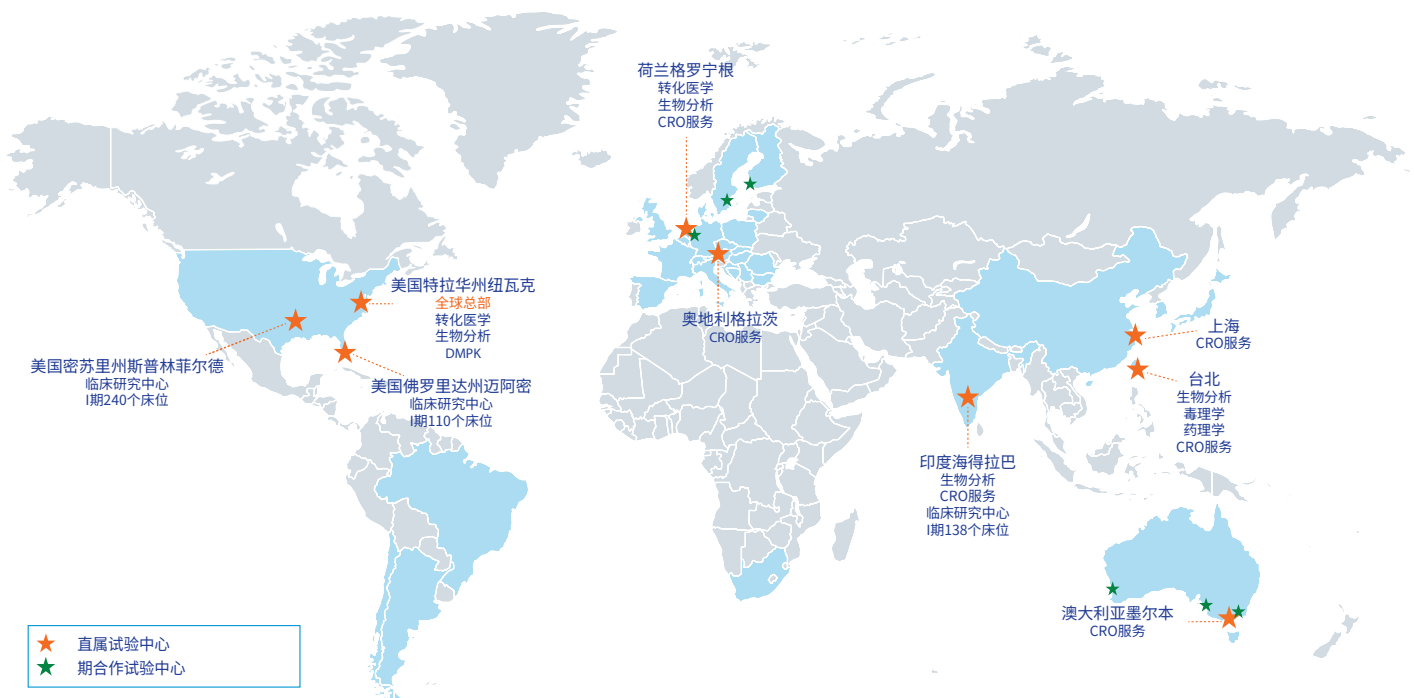 荷兰格罗宁根
转化医学
生物分析
CRO服务
美国特拉华州纽瓦克
全球总部
转化医学
生物分析
DMPK
美国密苏里州斯普林菲尔德
临床研究中心
I期240个床位
美国佛罗里达州迈阿密
临床研究中心
I期110个床位
奥地利格拉茨
CRO服务
上海
CRO服务
台北
生物分析
毒理学
药理学
CRO服务
印度海得拉巴
生物分析
CRO服务
临床研究中心
I期138个床位
澳大利亚墨尔本
CRO服务
直属试验中心
期合作试验中心